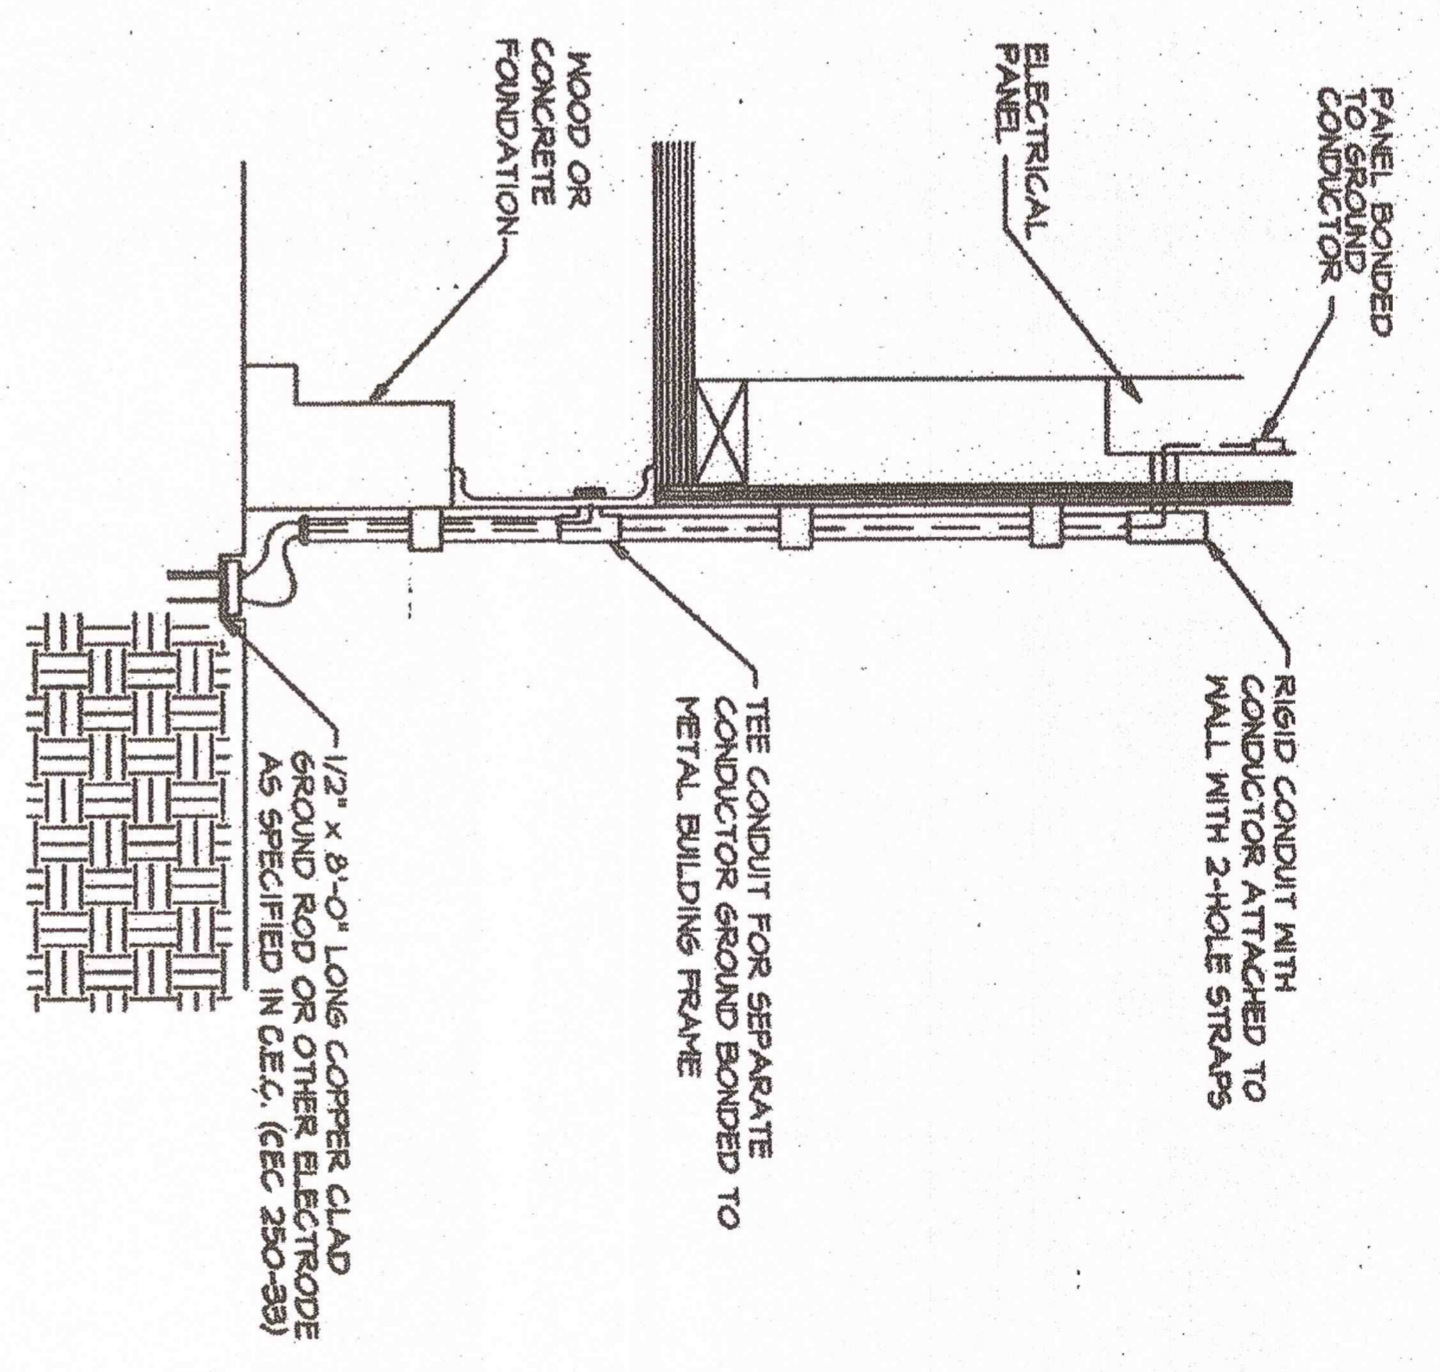 PANEL BONDED
TO GROUND
CONDUCTOR
ELECTRICAL
PANEL
WOOD OR
CONCRETE
FOUNDATION
RIGID CONDUIT WITH
CONDUCTOR ATTACHED TO
WALL WITH 2-HOLE STRAPS
TEE CONDUIT FOR SEPARATE
CONDUCTOR GROUND BONDED TO
METAL BUILDING FRAME
1/2" x 8'-0" LONG COPPER CLAD
GROUND ROD OR OTHER ELECTRODE
AS SPECIFIED IN C.E.C. (CEC 250-83)